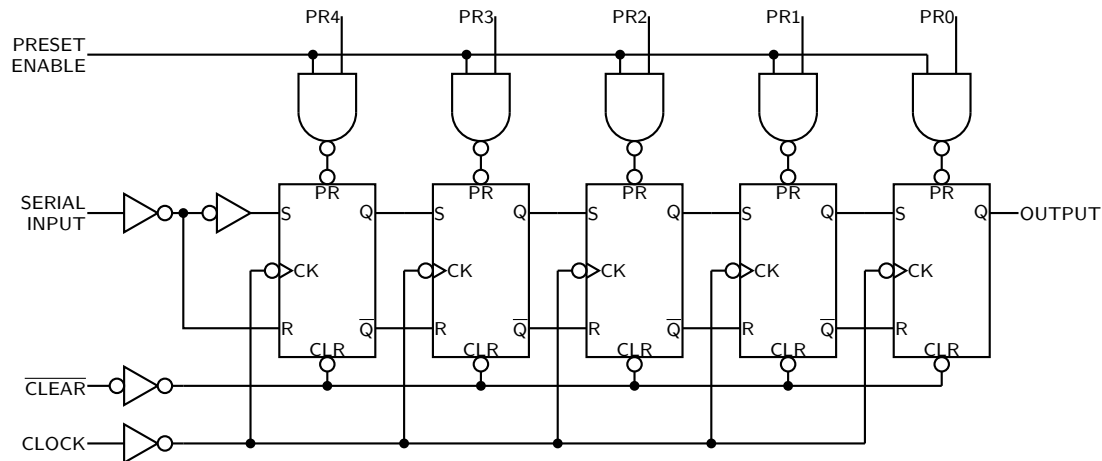 PR4 PR3 PR2 PR1 PR0
PRESET
ENABLE
PR PR PR PR PR
SERIAL
INPUT
S Q S Q S Q S Q S Q OUTPUT
CK CK CK CK CK
R Q̅ R Q̅ R Q̅ R Q̅ R
CLR CLR CLR CLR CLR
C̅L̅E̅A̅R̅
CLOCK